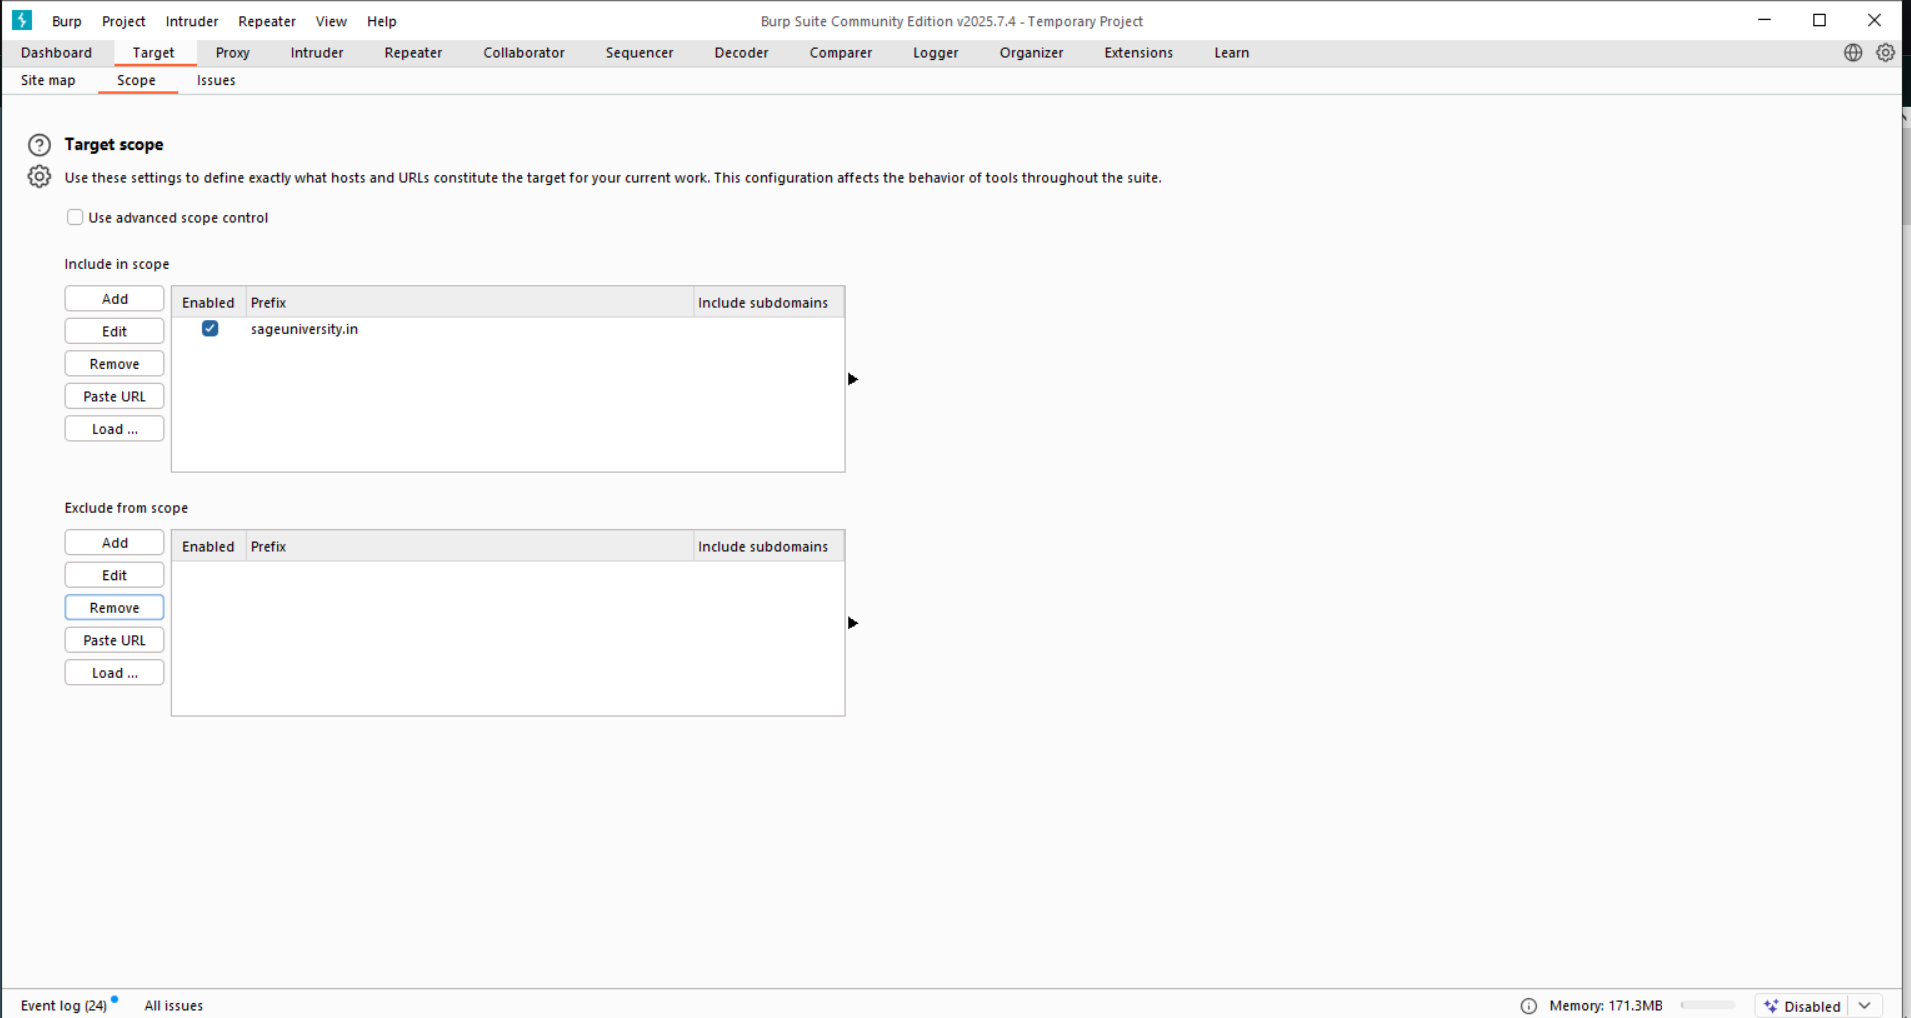 Burp Project Intruder Repeater View Help Burp Suite Community Edition v2025.7.4 - Temporary Project
Dashboard Target Proxy Intruder Repeater Collaborator Sequencer Decoder Comparer Logger Organizer Extensions Learn
Site map Scope Issues
Target scope
Use these settings to define exactly what hosts and URLs constitute the target for your current work. This configuration affects the behavior of tools throughout the suite.
Use advanced scope control
Include in scope
Add
Edit
Remove
Paste URL
Load ...
Enabled Prefix Include subdomains
sageuniversity.in
Exclude from scope
Add
Edit
Remove
Paste URL
Load ...
Enabled Prefix Include subdomains
Event log (24) All issues Memory: 171.3MB Disabled